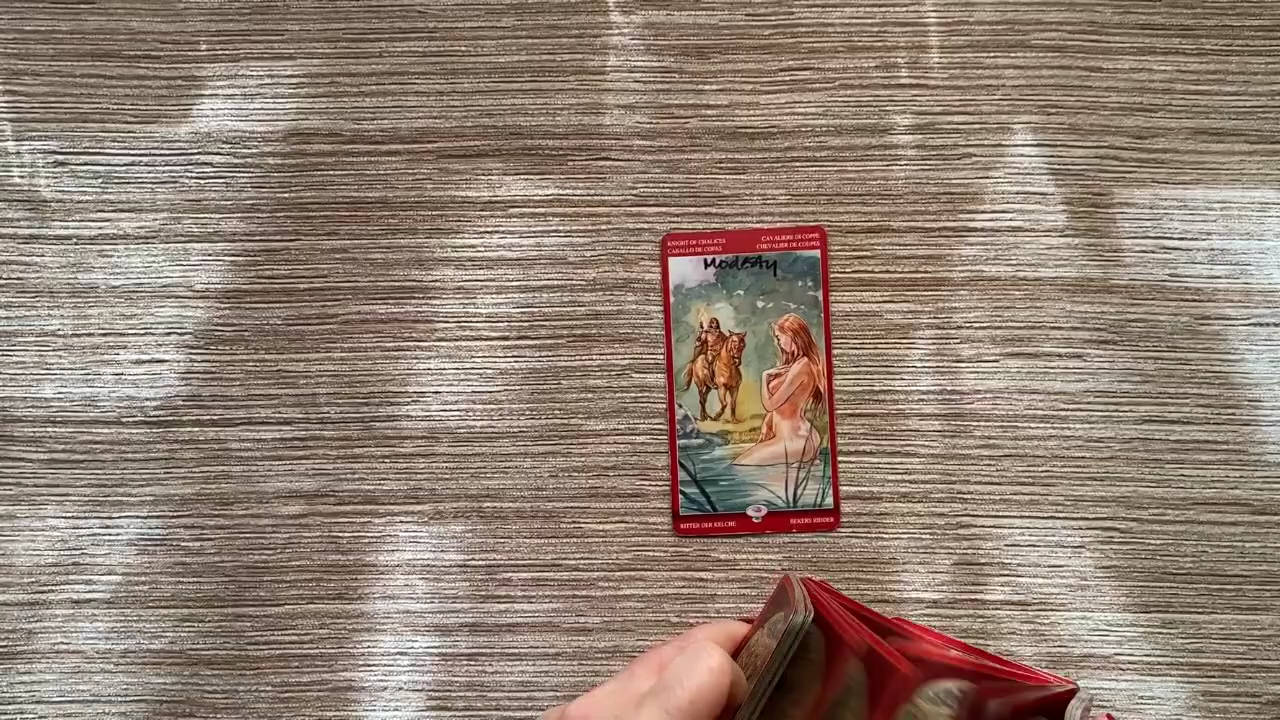 KNIGHT OF CHALICES CAVALIERE DI COPPE
CABALLO DE COPAS CHEVALIER DE COUPES
Modesty
RITTER DER KELCHE BEKERS RIDDER